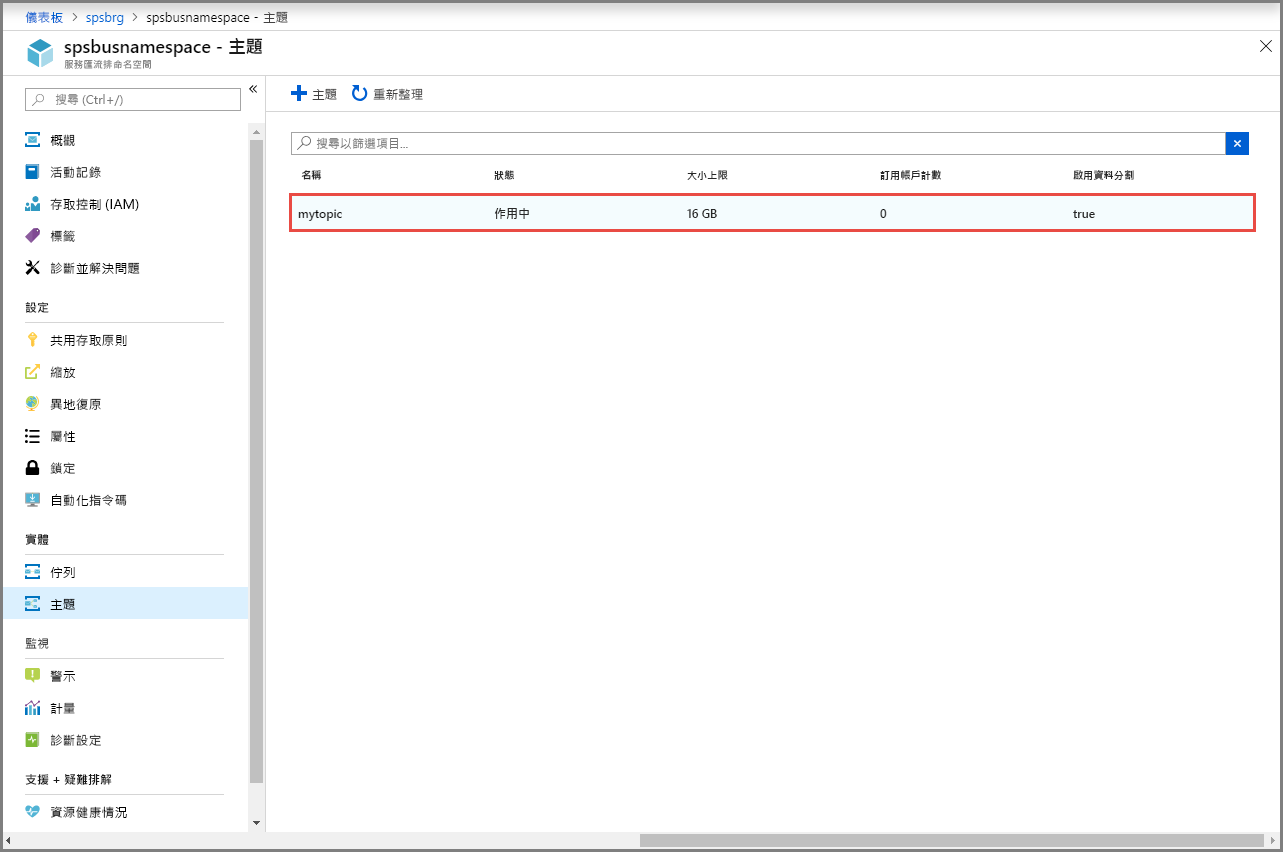 儀表板 > spsbrg > spsbusnamespace - 主題
spsbusnamespace - 主題
服務匯流排命名空間
搜尋 (Ctrl+/)
概觀
活動記錄
存取控制 (IAM)
標籤
診斷並解決問題
設定
共用存取原則
縮放
異地復原
屬性
鎖定
自動化指令碼
實體
佇列
主題
監視
警示
計量
診斷設定
支援 + 疑難排解
資源健康情況
主題 重新整理
搜尋以篩選項目...
名稱 狀態 大小上限 訂用帳戶計數 啟用資料分割
mytopic 作用中 16 GB 0 true